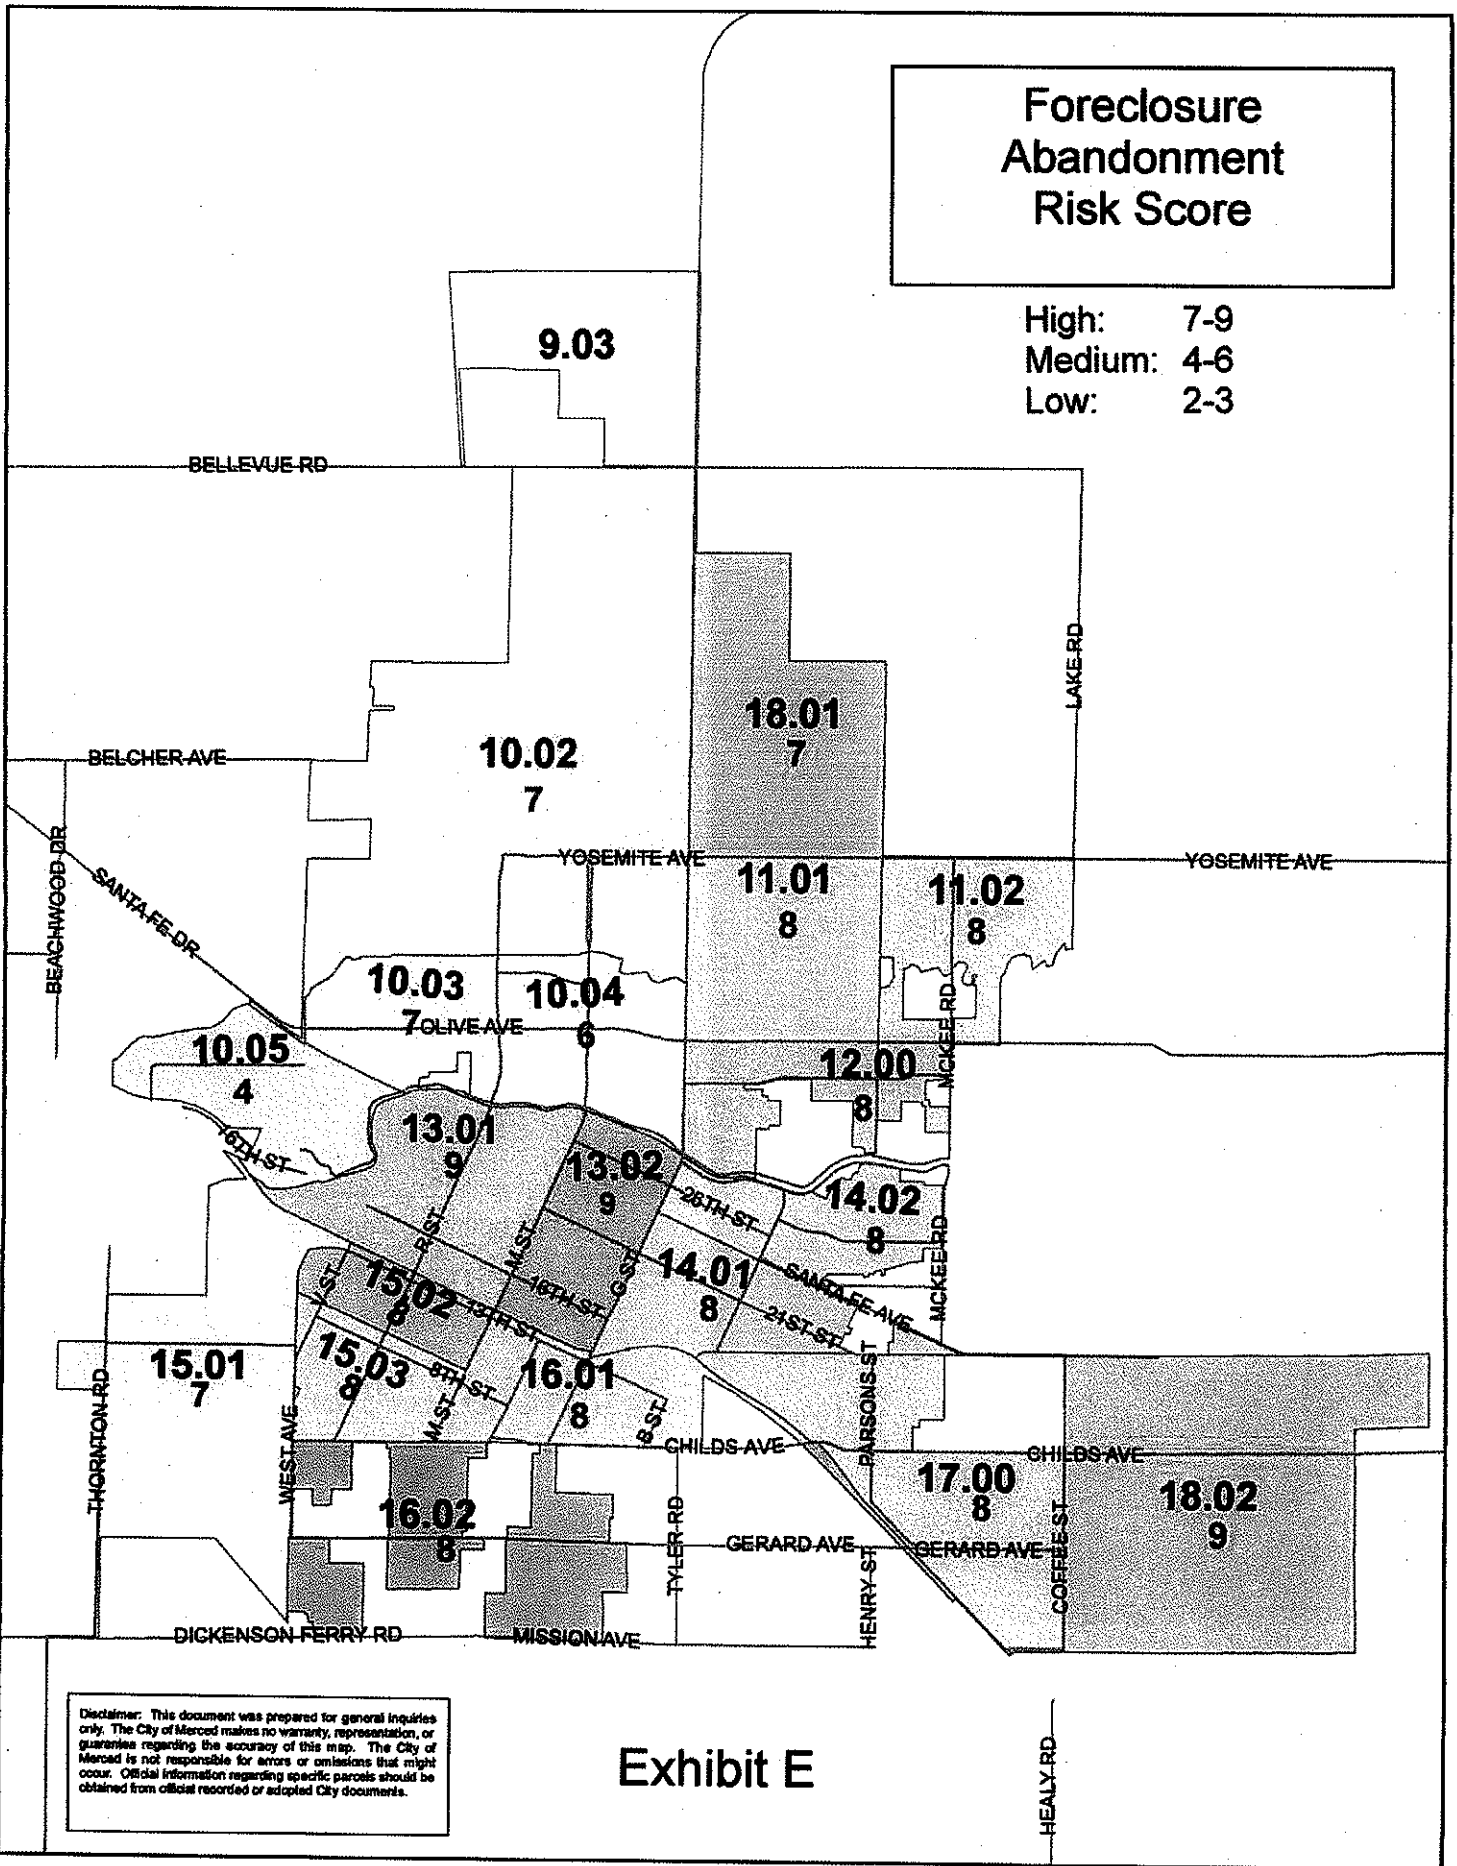 Foreclosure
Abandonment
Risk Score
High: 7-9
Medium: 4-6
Low: 2-3
9.03
BELLEVUE RD
LAKE RD
18.01
7
10.02
7
BELCHER AVE
BEACHWOOD DR
SANTA FE DR
YOSEMITE AVE
YOSEMITE AVE
11.01
8
11.02
8
10.03
7
10.04
6
OLIVE AVE
10.05
4
MCKEE RD
12.00
8
16TH ST
13.01
9
13.02
9
26TH ST
14.02
8
MCKEE RD
R ST
M ST
G ST
V ST
15.02
8
13TH ST
16TH ST
14.01
8
SANTA FE AVE
21ST ST
PARSONS ST
15.01
7
15.03
8
8TH ST
M ST
16.01
8
B ST
THORNTON RD
WEST AVE
CHILDS AVE
CHILDS AVE
16.02
8
17.00
8
18.02
9
TYLER RD
GERARD AVE
GERARD AVE
HENRY ST
COFFEE ST
DICKENSON FERRY RD
MISSION AVE
HEALY RD
Disclaimer: This document was prepared for general inquiries
only. The City of Merced makes no warranty, representation, or
guarantee regarding the accuracy of this map. The City of
Merced is not responsible for errors or omissions that might
occur. Official information regarding specific parcels should be
obtained from official recorded or adopted City documents.
Exhibit E